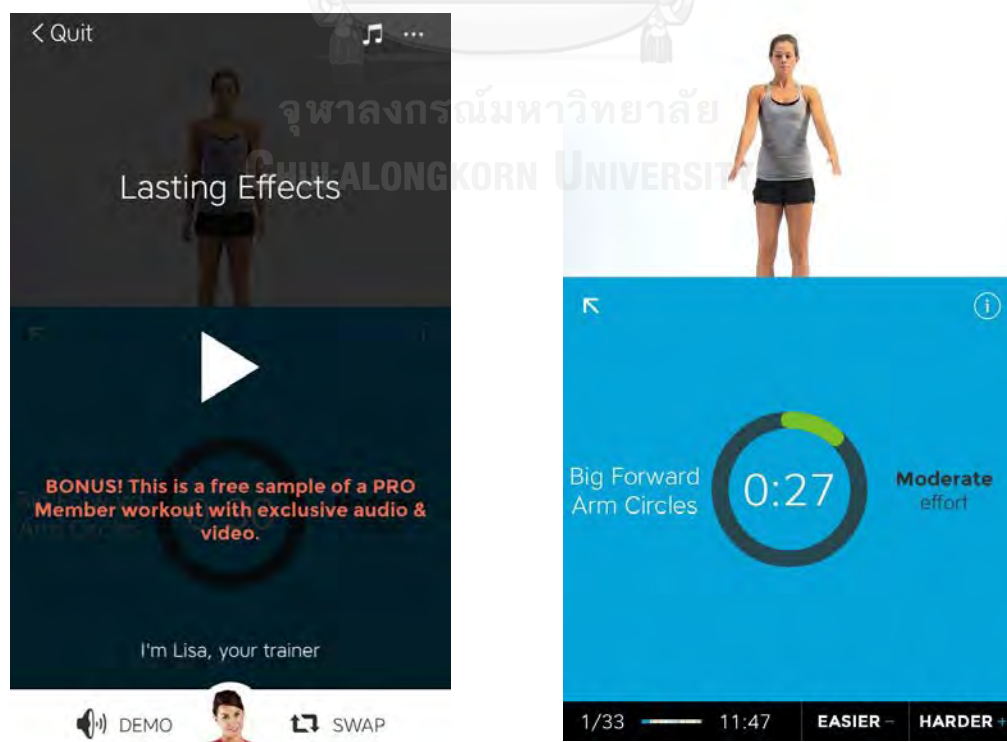 < Quit
จุฬาลงกรณ์มหาวิทยาลัย
CHULALONGKORN UNIVERSITY
Lasting Effects
BONUS! This is a free sample of a PRO
Member workout with exclusive audio &
video.
I'm Lisa, your trainer
DEMO
SWAP
Big Forward
Arm Circles
0:27
Moderate
effort
1/33
11:47
EASIER –
HARDER +